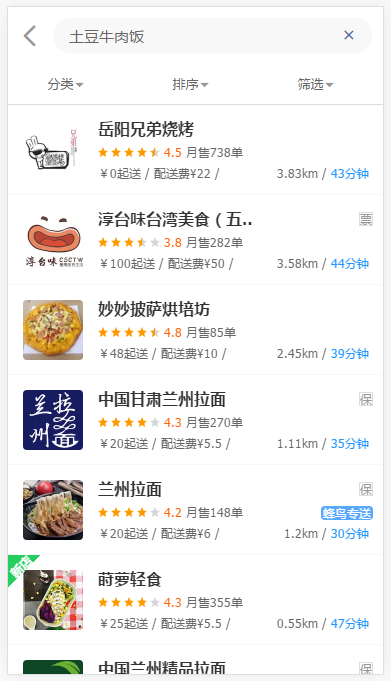 土豆牛肉饭 ×
分类 排序 筛选
岳阳兄弟烧烤
4.5 月售738单
¥0起送 / 配送费¥22 / 3.83km / 43分钟
淳台味台湾美食 ( 五.. 票
3.8 月售282单
¥100起送 / 配送费¥50 / 3.58km / 44分钟
淳台味 CSCTW
妙妙披萨烘培坊
4.8 月售85单
¥48起送 / 配送费¥10 / 2.45km / 39分钟
中国甘肃兰州拉面 保
兰州拉面
4.3 月售270单
¥20起送 / 配送费¥5.5 / 1.11km / 35分钟
兰州拉面 保
4.2 月售148单 蜂鸟专送
¥20起送 / 配送费¥6 / 1.2km / 30分钟
新店
莳萝轻食
4.3 月售355单
¥25起送 / 配送费¥5.5 / 0.55km / 47分钟
中国兰州精品拉面 保